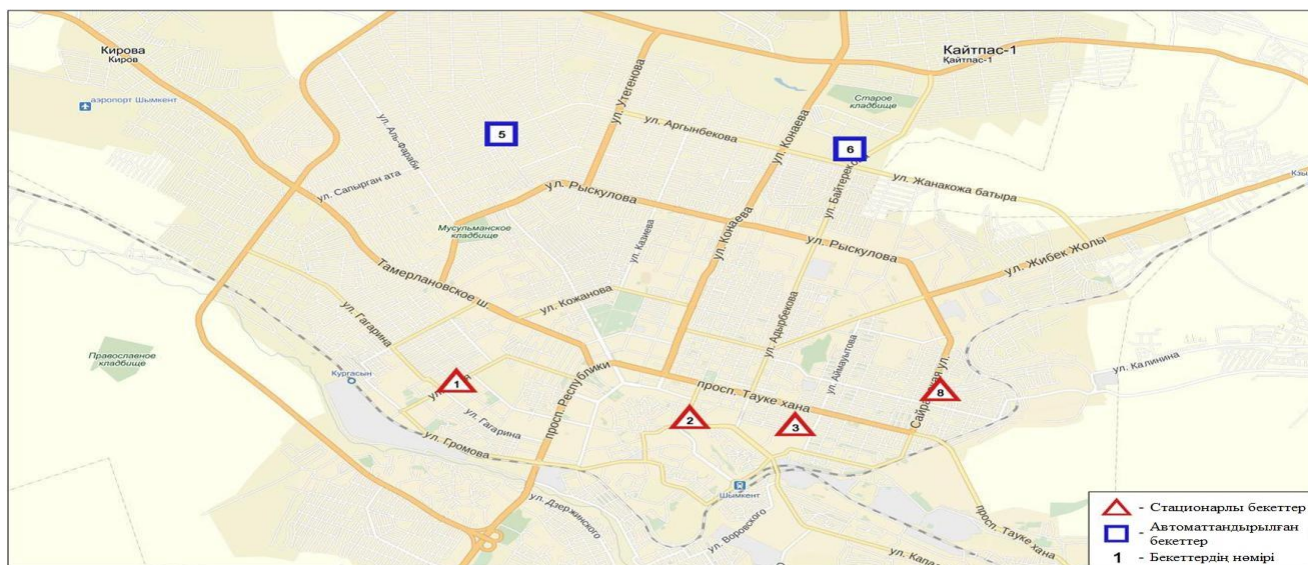 Кирова
Киров
Кайтпас-1
Қайтпас-1
аэропорт Шымкент
Старое
кладбище
ул. Утегенова
ул. Конаева
ул. Аль-Фараби
5
ул. Аргынбекова
6
ул. Байтерекова
ул. Жанакожа батыра
ул. Сапырган ата
ул. Рыскулова
Мусульманское
кладбище
ул. Казиева
ул. Конаева
ул. Рыскулова
ул. Жибек Жолы
Тамерлановское ш.
ул. Кожанова
ул. Гагарина
ул. Адырбекова
ул. Аймаутова
Православное
кладбище
Кургасын
1
просп. Республики
просп. Тауке хана
ул. Калинина
8
ул. Гагарина
2
3
ул. Громова
Шымкент
ул. Дзержинского
ул. Воровского
просп. Тауке хана
- Стационарлы бекеттер
- Автоматтандырылған
бекеттер
1 - Бекеттердің нөмірі